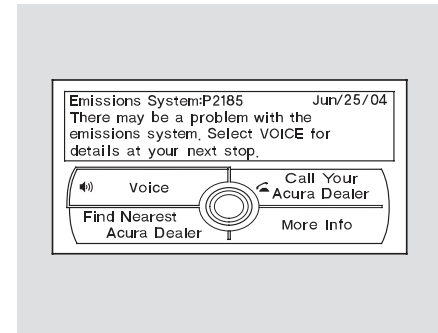 Emissions System:P2185 Jun/25/04
There may be a problem with the
emissions system. Select VOICE for
details at your next stop.
Voice
Call Your
Acura Dealer
Find Nearest
Acura Dealer
More Info